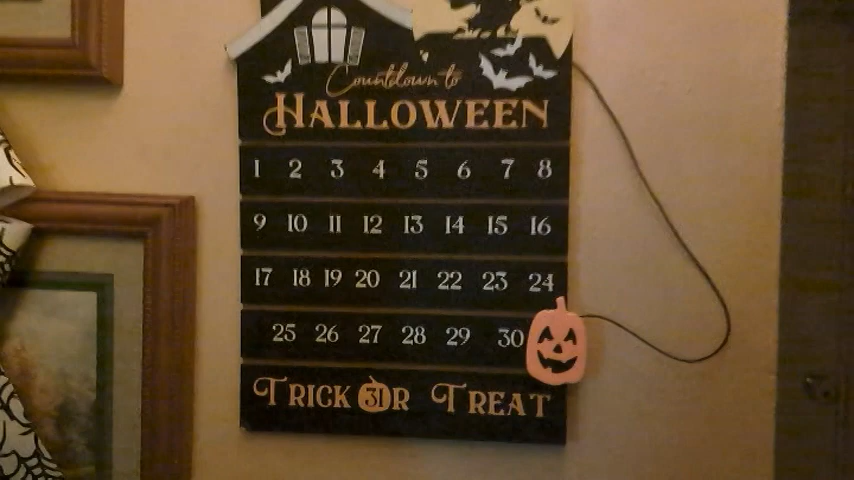 Countdown to
HALLOWEEN
1 2 3 4 5 6 7 8
9 10 11 12 13 14 15 16
17 18 19 20 21 22 23 24
25 26 27 28 29 30
TRICK 31 OR TREAT